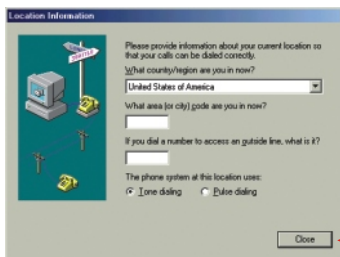 Location Information
Please provide information about your current location so
that your calls can be dialed correctly.
What country/region are you in now?
United States of America
What area (or city) code are you in now?
If you dial a number to access an outside line, what is it?
The phone system at this location uses:
Tone dialing
Pulse dialing
Close